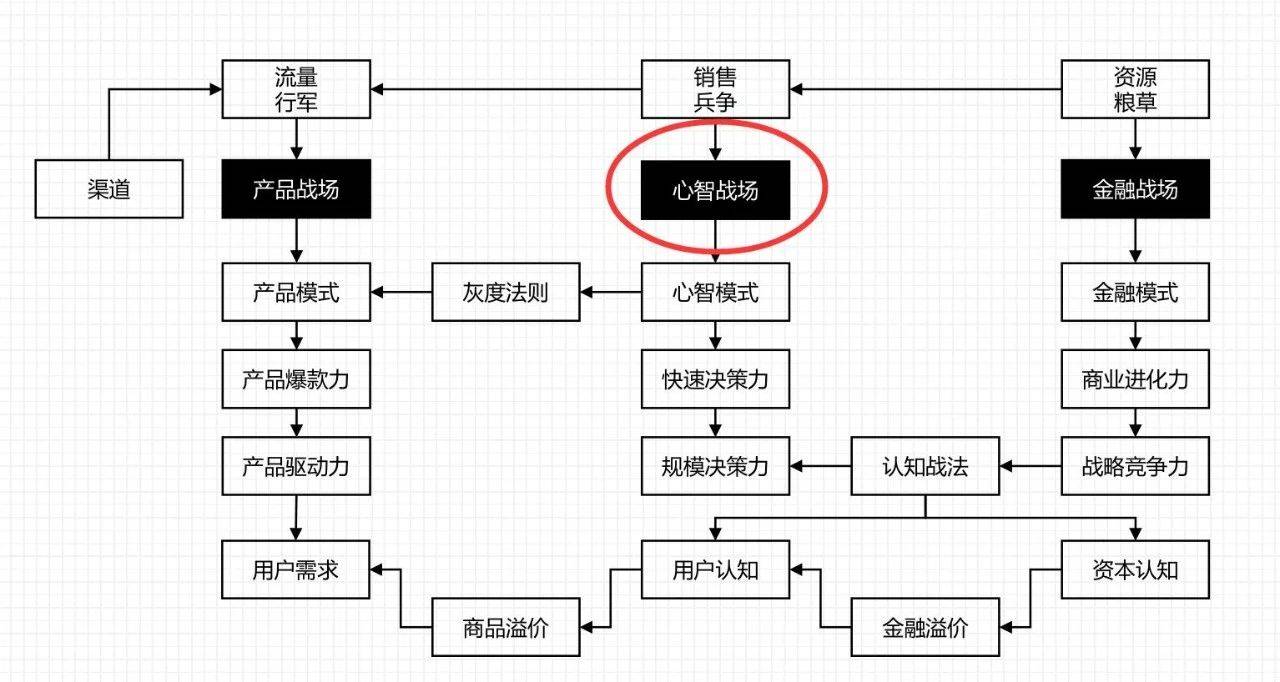 流量
行军
销售
兵争
资源
粮草
渠道
产品战场
心智战场
金融战场
产品模式
灰度法则
心智模式
金融模式
产品爆款力
快速决策力
商业进化力
产品驱动力
规模决策力
认知战法
战略竞争力
用户需求
用户认知
资本认知
商品溢价
金融溢价